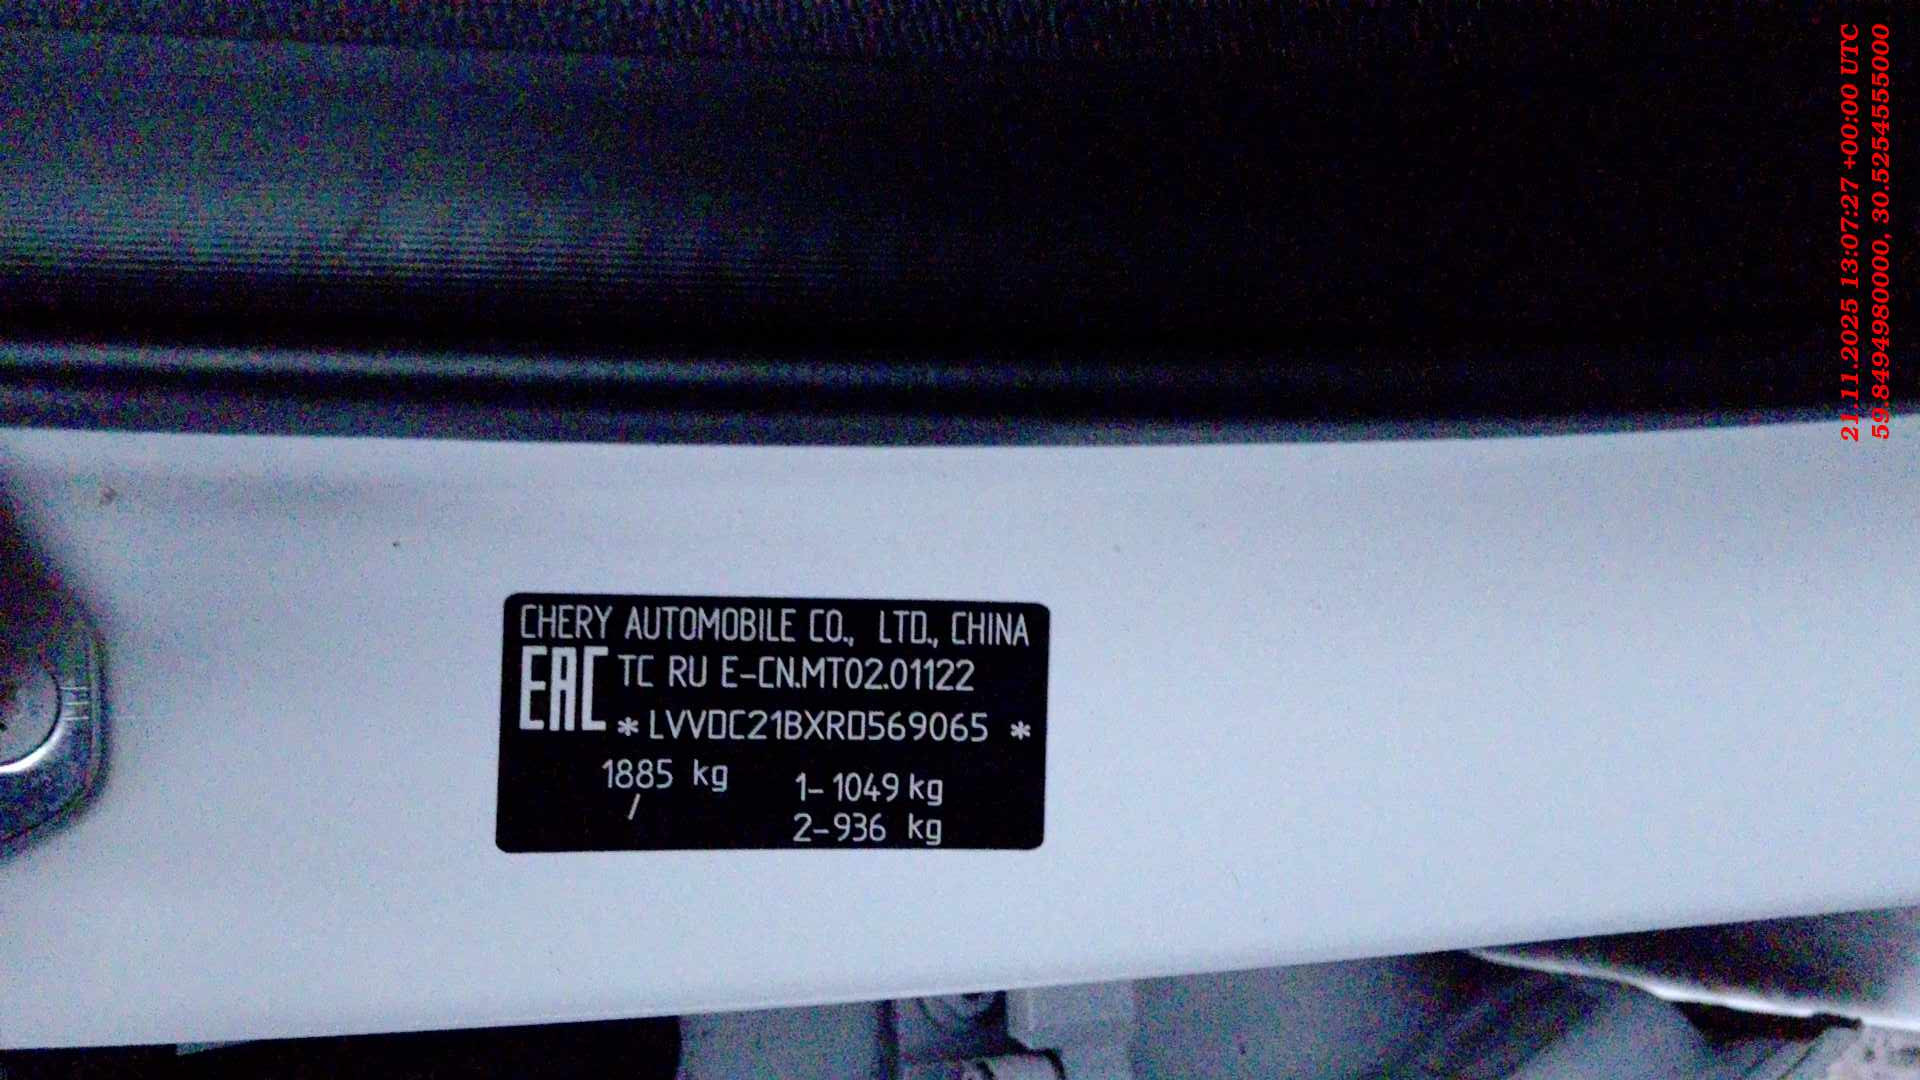 CHERY AUTOMOBILE CO., LTD., CHINA
EAC TC RU E-CN.MT02.01122
* LVVDC21BXRD569065 *
1885 kg
/
1- 1049 kg
2-936 kg
21.11.2025 13:07:27 +00:00 UTC
59.8494980000, 30.5254555000